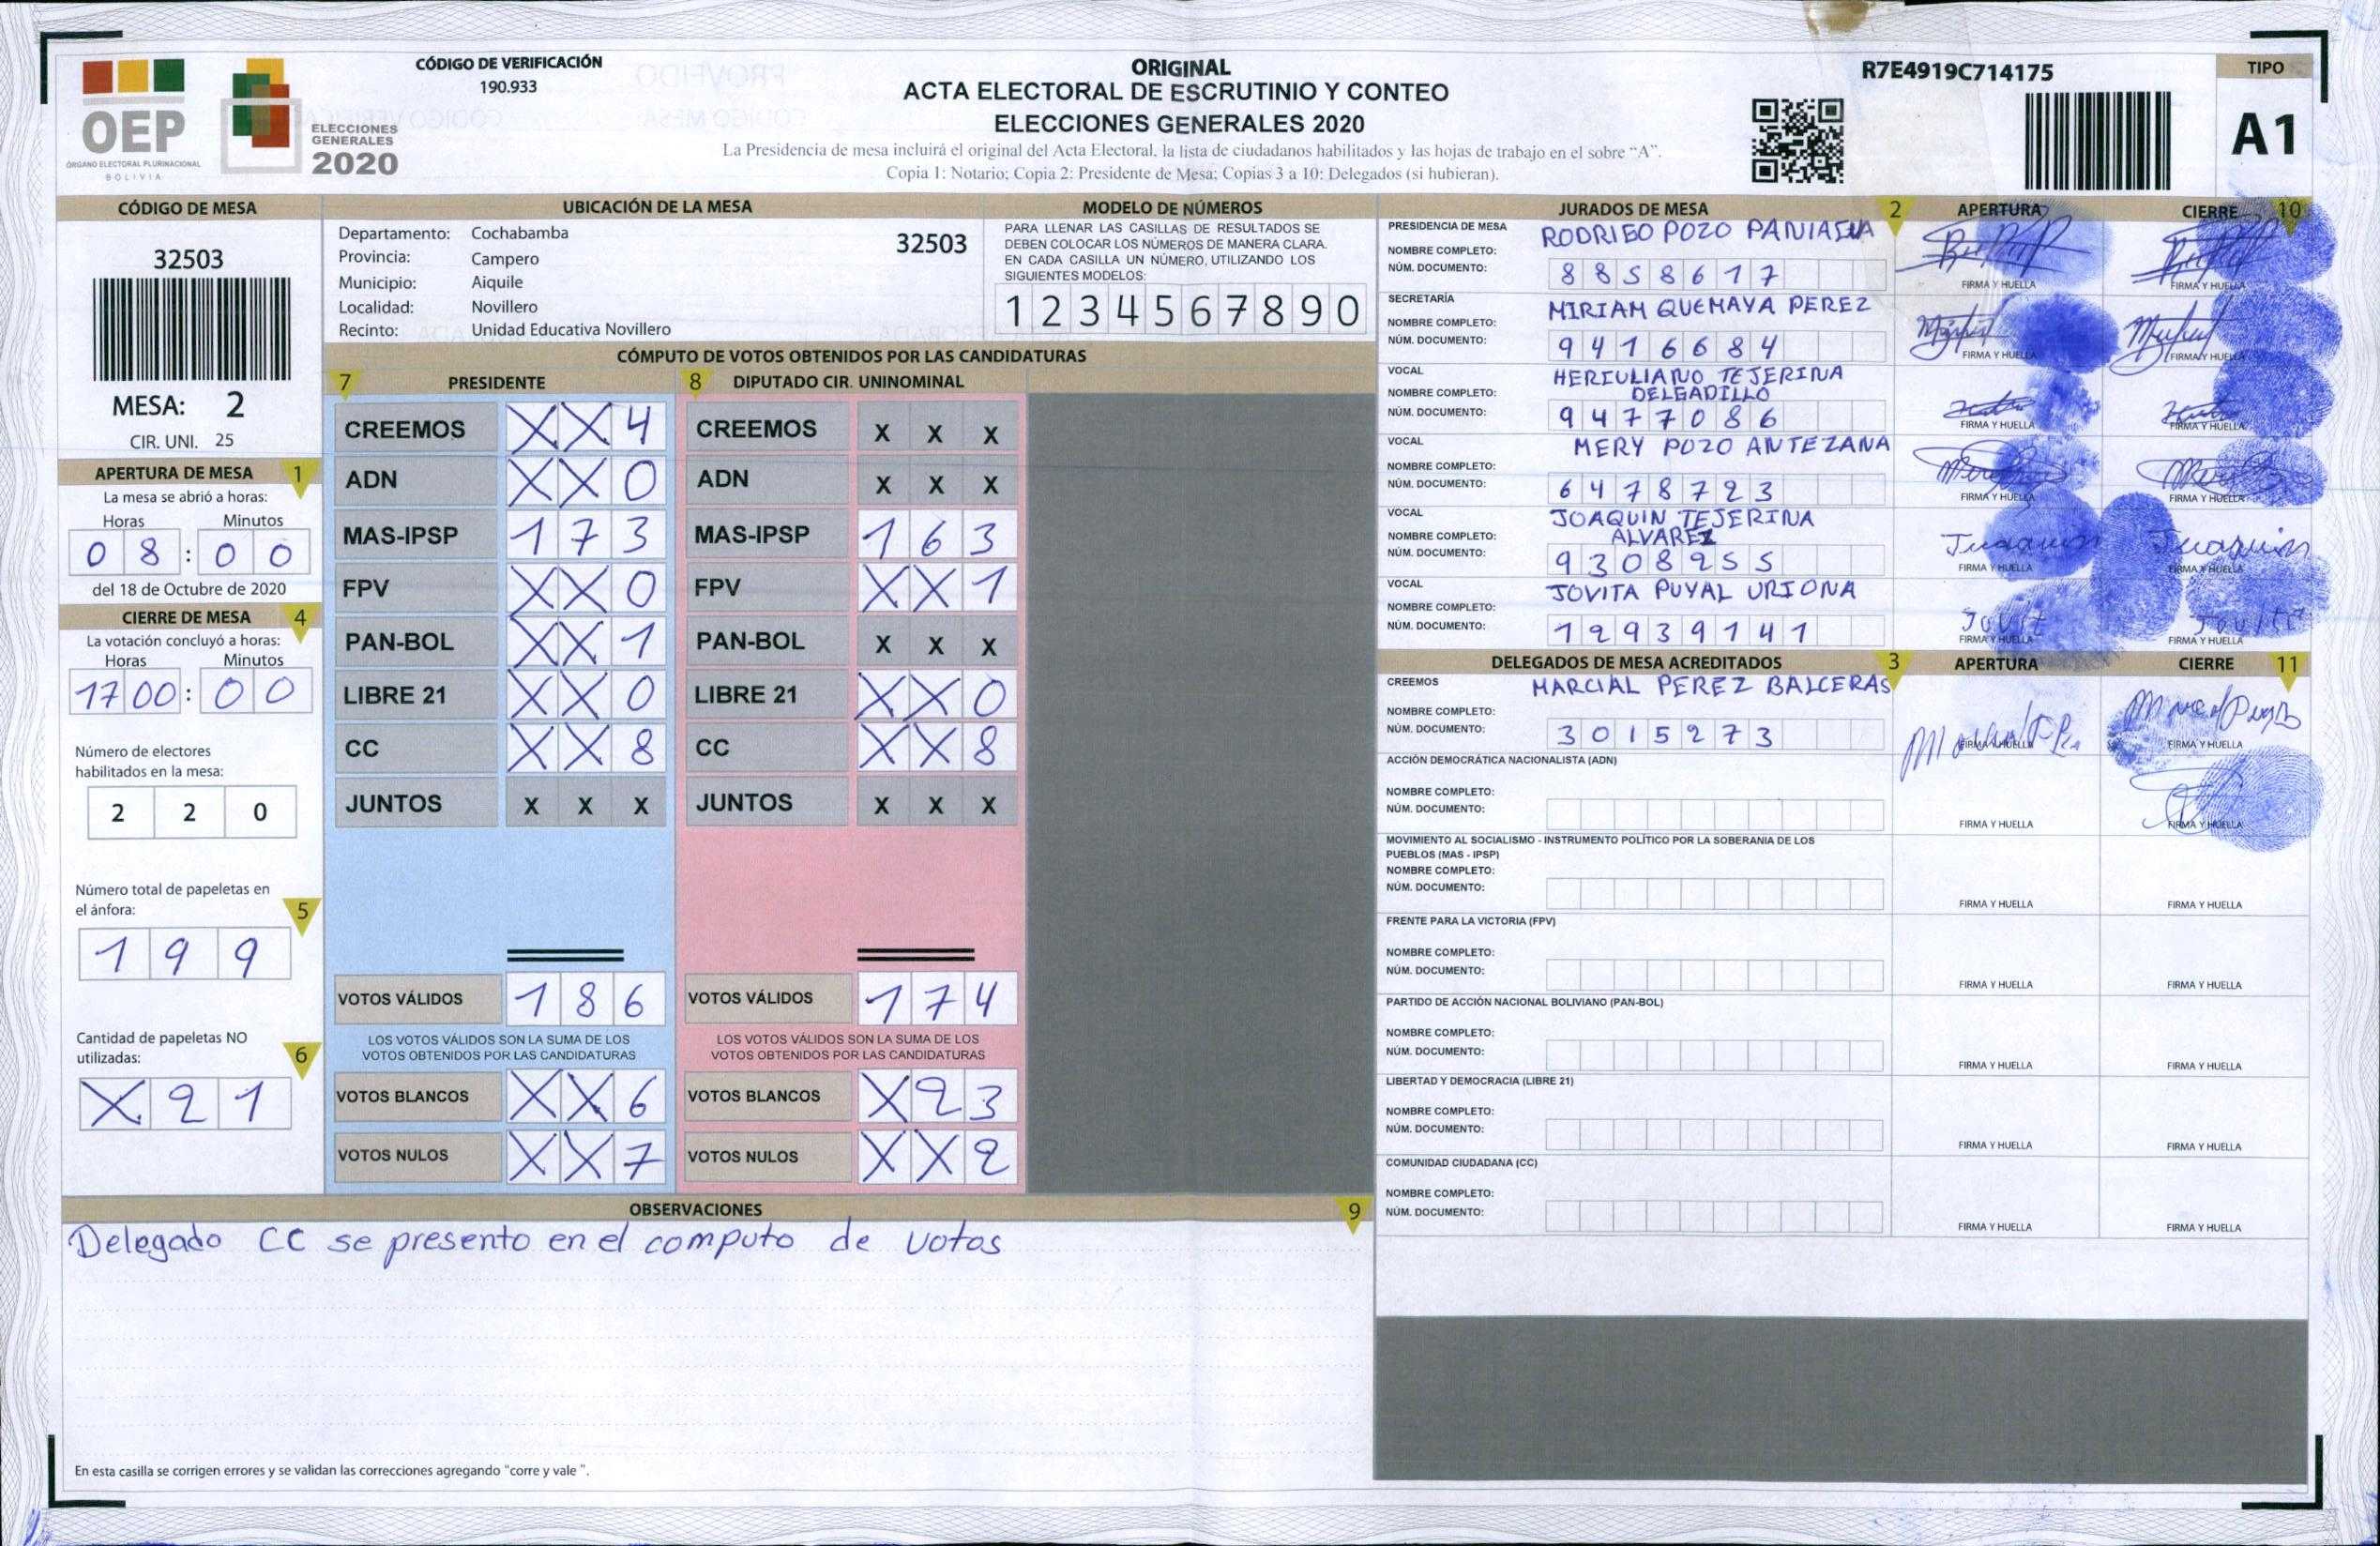 OEP
ÓRGANO ELECTORAL PLURINACIONAL
BOLIVIA
ELECCIONES
GENERALES
2020
CÓDIGO DE VERIFICACIÓN
190.933
ORIGINAL
ACTA ELECTORAL DE ESCRUTINIO Y CONTEO
ELECCIONES GENERALES 2020
La Presidencia de mesa incluirá el original del Acta Electoral, la lista de ciudadanos habilitados y las hojas de trabajo en el sobre “A”.
Copia 1: Notario; Copia 2: Presidente de Mesa; Copias 3 a 10: Delegados (si hubieran).
R7E4919C714175
TIPO
A1
CÓDIGO DE MESA
32503
MESA: 2
CIR. UNI. 25
APERTURA DE MESA 1
La mesa se abrió a horas:
Horas Minutos
0 8 : 0 0
del 18 de Octubre de 2020
CIERRE DE MESA 4
La votación concluyó a horas:
Horas Minutos
17 00 : 0 0
Número de electores
habilitados en la mesa:
2 2 0
Número total de papeletas en
el ánfora: 5
1 9 9
Cantidad de papeletas NO
utilizadas: 6
X 2 1
UBICACIÓN DE LA MESA
Departamento: Cochabamba 32503
Provincia: Campero
Municipio: Aiquile
Localidad: Novillero
Recinto: Unidad Educativa Novillero
MODELO DE NÚMEROS
PARA LLENAR LAS CASILLAS DE RESULTADOS SE
DEBEN COLOCAR LOS NÚMEROS DE MANERA CLARA.
EN CADA CASILLA UN NÚMERO, UTILIZANDO LOS
SIGUIENTES MODELOS:
1 2 3 4 5 6 7 8 9 0
CÓMPUTO DE VOTOS OBTENIDOS POR LAS CANDIDATURAS
7 PRESIDENTE 8 DIPUTADO CIR. UNINOMINAL
CREEMOS X X 4 CREEMOS X X X
ADN X X 0 ADN X X X
MAS-IPSP 1 7 3 MAS-IPSP 1 6 3
FPV X X 0 FPV X X 1
PAN-BOL X X 1 PAN-BOL X X X
LIBRE 21 X X 0 LIBRE 21 X X 0
CC X X 8 CC X X 8
JUNTOS X X X JUNTOS X X X
VOTOS VÁLIDOS 1 8 6 VOTOS VÁLIDOS 1 7 4
LOS VOTOS VÁLIDOS SON LA SUMA DE LOS LOS VOTOS VÁLIDOS SON LA SUMA DE LOS
VOTOS OBTENIDOS POR LAS CANDIDATURAS VOTOS OBTENIDOS POR LAS CANDIDATURAS
VOTOS BLANCOS X X 6 VOTOS BLANCOS X 2 3
VOTOS NULOS X X 7 VOTOS NULOS X X 2
OBSERVACIONES 9
Delegado CC se presento en el computo de votos
En esta casilla se corrigen errores y se validan las correcciones agregando “corre y vale ”.
JURADOS DE MESA 2 APERTURA CIERRE 10
PRESIDENCIA DE MESA RODRIGO POZO PANIAGUA
NOMBRE COMPLETO:
NÚM. DOCUMENTO: 8 8 5 8 6 1 7
FIRMA Y HUELLA FIRMA Y HUELLA
SECRETARÍA MIRIAM QUEMAYA PEREZ
NOMBRE COMPLETO:
NÚM. DOCUMENTO: 9 4 1 6 6 8 4
FIRMA Y HUELLA FIRMA Y HUELLA
VOCAL HERCULIANO TEJERINA
NOMBRE COMPLETO: DELGADILLO
NÚM. DOCUMENTO: 9 4 7 7 0 8 6
FIRMA Y HUELLA FIRMA Y HUELLA
VOCAL MERY POZO ANTEZANA
NOMBRE COMPLETO:
NÚM. DOCUMENTO: 6 4 7 8 7 2 3
FIRMA Y HUELLA FIRMA Y HUELLA
VOCAL JOAQUIN TEJERINA
NOMBRE COMPLETO: ALVAREZ
NÚM. DOCUMENTO: 9 3 0 8 2 5 5
Juaquin Juaquin
FIRMA Y HUELLA FIRMA Y HUELLA
VOCAL JOVITA PUYAL URIONA
NOMBRE COMPLETO:
NÚM. DOCUMENTO: 1 2 9 3 9 1 4 1
FIRMA Y HUELLA FIRMA Y HUELLA
DELEGADOS DE MESA ACREDITADOS 3 APERTURA CIERRE 11
CREEMOS MARCIAL PEREZ BALCERAS
NOMBRE COMPLETO:
NÚM. DOCUMENTO: 3 0 1 5 2 7 3
FIRMA Y HUELLA FIRMA Y HUELLA
ACCIÓN DEMOCRÁTICA NACIONALISTA (ADN)
NOMBRE COMPLETO:
NÚM. DOCUMENTO:
FIRMA Y HUELLA FIRMA Y HUELLA
MOVIMIENTO AL SOCIALISMO - INSTRUMENTO POLÍTICO POR LA SOBERANIA DE LOS
PUEBLOS (MAS - IPSP)
NOMBRE COMPLETO:
NÚM. DOCUMENTO:
FIRMA Y HUELLA FIRMA Y HUELLA
FRENTE PARA LA VICTORIA (FPV)
NOMBRE COMPLETO:
NÚM. DOCUMENTO:
FIRMA Y HUELLA FIRMA Y HUELLA
PARTIDO DE ACCIÓN NACIONAL BOLIVIANO (PAN-BOL)
NOMBRE COMPLETO:
NÚM. DOCUMENTO:
FIRMA Y HUELLA FIRMA Y HUELLA
LIBERTAD Y DEMOCRACIA (LIBRE 21)
NOMBRE COMPLETO:
NÚM. DOCUMENTO:
FIRMA Y HUELLA FIRMA Y HUELLA
COMUNIDAD CIUDADANA (CC)
NOMBRE COMPLETO:
NÚM. DOCUMENTO:
FIRMA Y HUELLA FIRMA Y HUELLA